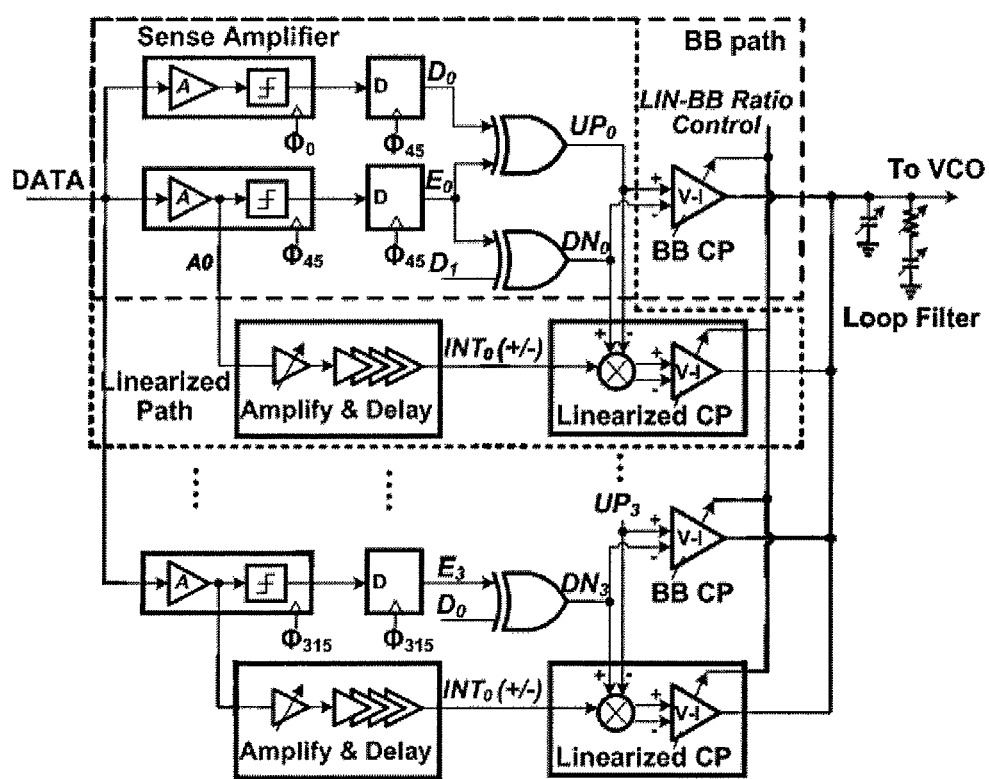 Sense Amplifier
BB path
A
D
D₀
LIN-BB Ratio
Control
Φ₀
Φ₄₅
UP₀
DATA
A
D
E₀
+
-
V-I
To VCO
A0
Φ₄₅
Φ₄₅
D₁
DN₀
BB CP
Loop Filter
Linearized
Path
INT₀ (+/-)
+
-
+
-
V-I
Amplify & Delay
Linearized CP
UP₃
A
D
E₃
D₀
DN₃
+
-
V-I
BB CP
Φ₃₁₅
Φ₃₁₅
INT₀ (+/-)
+
-
+
-
V-I
Amplify & Delay
Linearized CP